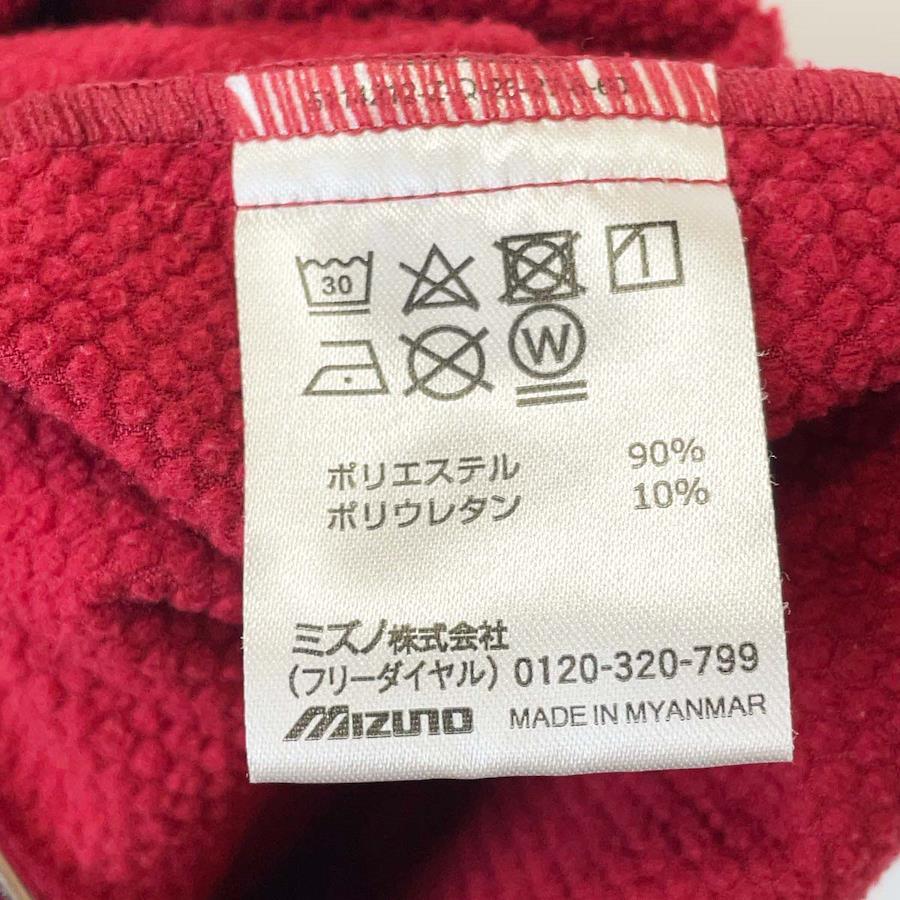 30
W
ポリエステル 90%
ポリウレタン 10%
ミズノ株式会社
(フリーダイヤル) 0120-320-799
MIZUNO MADE IN MYANMAR